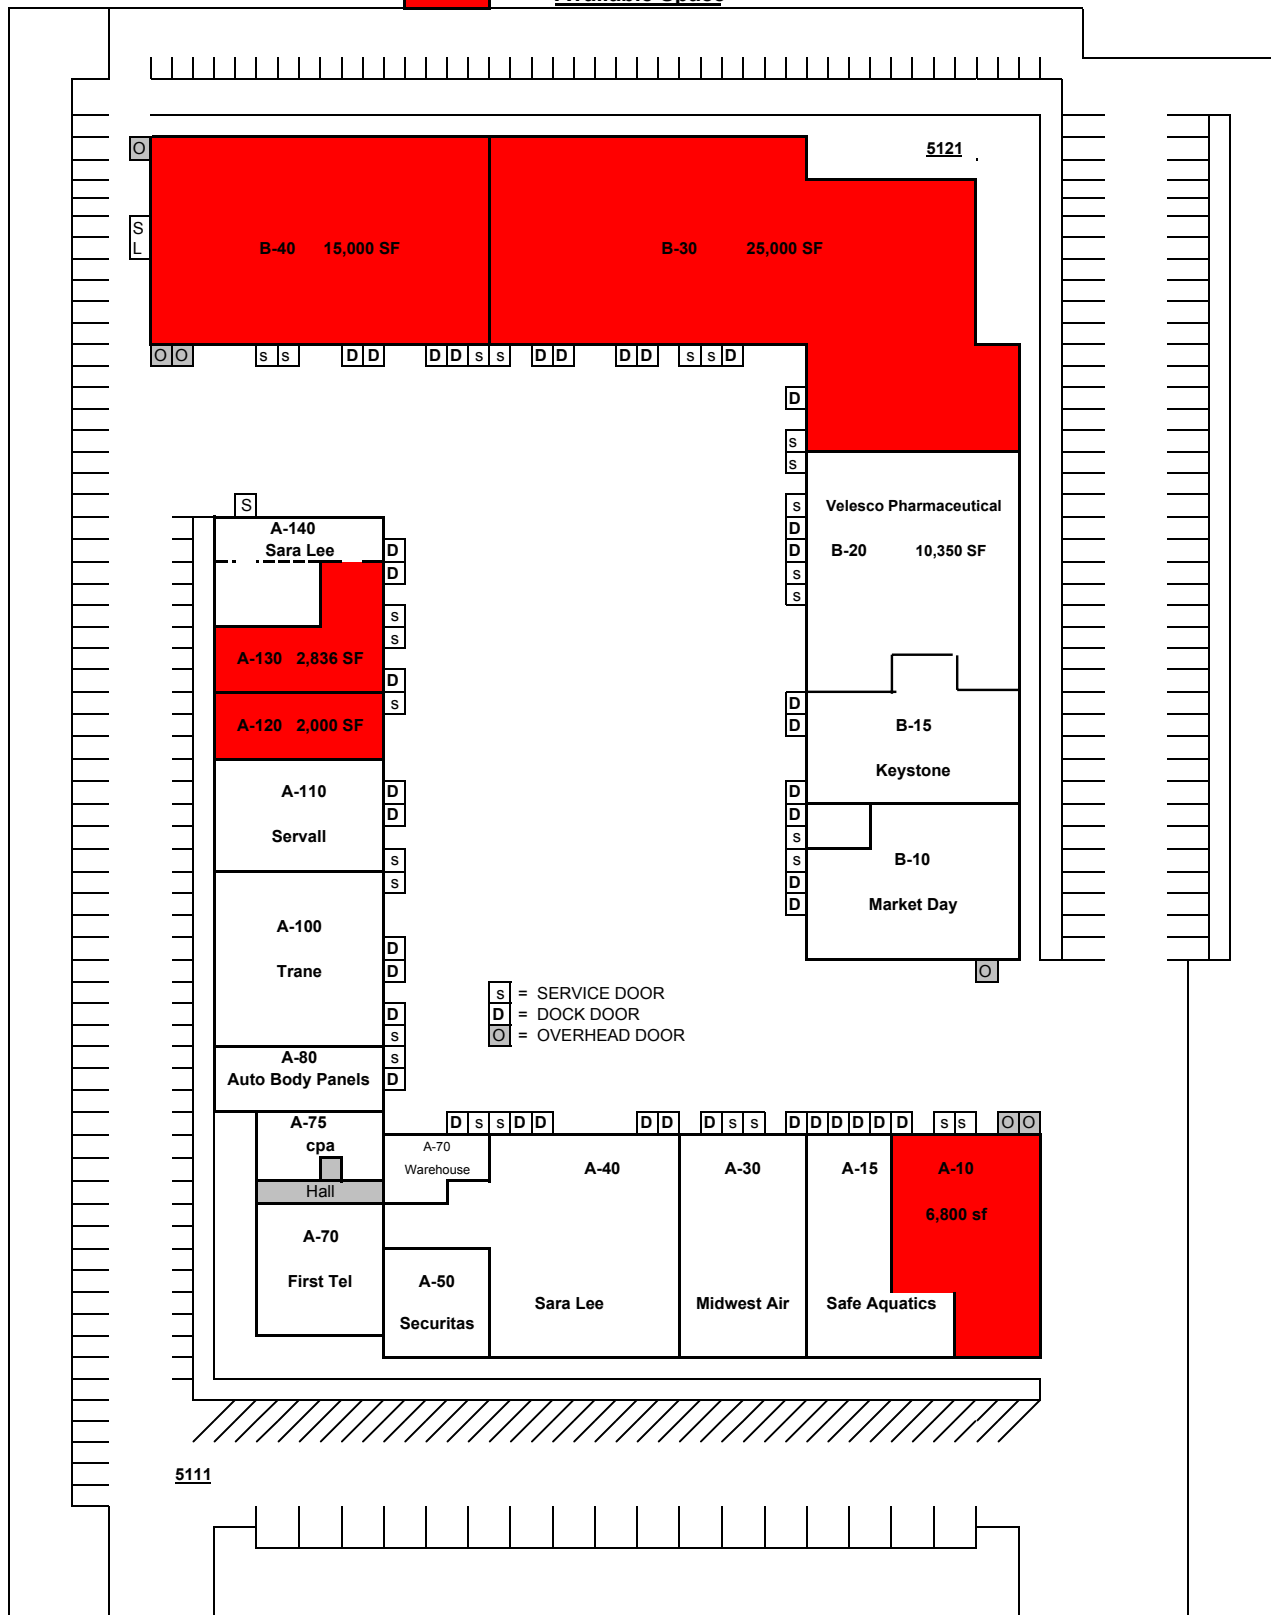 Available Space
5121
O
S
L
B-40 15,000 SF
B-30 25,000 SF
O O s s D D D D s s D D D D s s D
D
s
s
Velesco Pharmaceutical
B-20 10,350 SF
s
D
D
s
s
S
A-140
Sara Lee
D
D
s
s
A-130 2,836 SF
D
s
A-120 2,000 SF
D
D
B-15
Keystone
A-110
Servall
D
D
s
s
D
D
s
s
D
D
B-10
Market Day
O
A-100
Trane
D
D
D
s
s = SERVICE DOOR
D = DOCK DOOR
O = OVERHEAD DOOR
A-80
Auto Body Panels
s
D
A-75
cpa
Hall
D s s D D D D D s s D D D D D D s s O O
A-70
Warehouse
A-40
A-30
A-15
A-10
6,800 sf
A-70
First Tel
A-50
Securitas
Sara Lee
Midwest Air
Safe Aquatics
5111